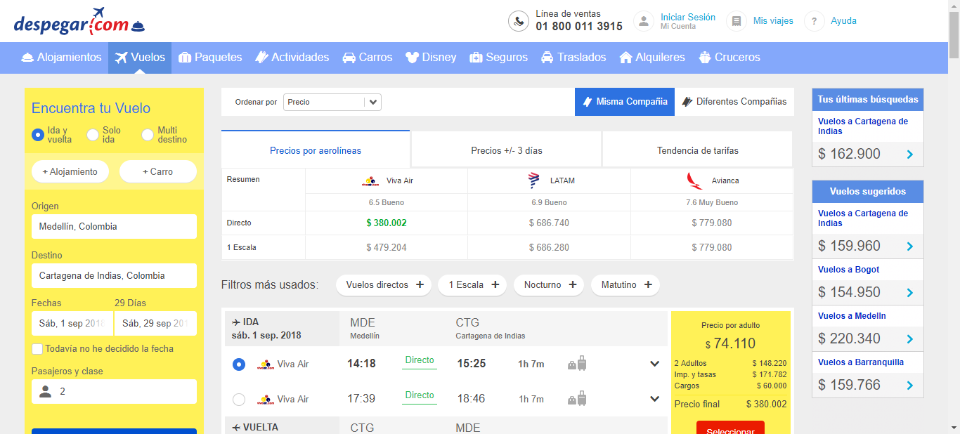 despegar.com
Línea de ventas
01 800 011 3915
Iniciar Sesión
Mi Cuenta
Mis viajes
?
Ayuda
Alojamientos
Vuelos
Paquetes
Actividades
Carros
Disney
Seguros
Traslados
Alquileres
Cruceros
Encuentra tu Vuelo
Ida y vuelta
Solo ida
Multi destino
+ Alojamiento
+ Carro
Origen
Medellín, Colombia
Destino
Cartagena de Indias, Colombia
Fechas
29 Días
Sáb, 1 sep 2018
Sáb, 29 sep 201
Todavía no he decidido la fecha
Pasajeros y clase
2
Ordenar por
Precio
Misma Compañia
Diferentes Compañias
Precios por aerolíneas
Precios +/- 3 días
Tendencia de tarifas
Resumen
Viva Air
LATAM
Avianca
6.5 Bueno
6.9 Bueno
7.6 Muy Bueno
Directo
$ 380.002
$ 686.740
$ 779.080
1 Escala
$ 479.204
$ 686.280
$ 779.080
Filtros más usados:
Vuelos directos +
1 Escala +
Nocturno +
Matutino +
IDA
sáb. 1 sep. 2018
MDE
Medellín
CTG
Cartagena de Indias
Viva Air
14:18
Directo
15:25
1h 7m
Viva Air
17:39
Directo
18:46
1h 7m
VUELTA
CTG
MDE
Precio por adulto
$ 74.110
2 Adultos $ 148.220
Imp. y tasas $ 171.782
Cargos $ 60.000
Precio final $ 380.002
Seleccionar
Tus últimas búsquedas
Vuelos a Cartagena de
Indias
$ 162.900
Vuelos sugeridos
Vuelos a Cartagena de
Indias
$ 159.960
Vuelos a Bogot
$ 154.950
Vuelos a Medelin
$ 220.340
Vuelos a Barranquilla
$ 159.766